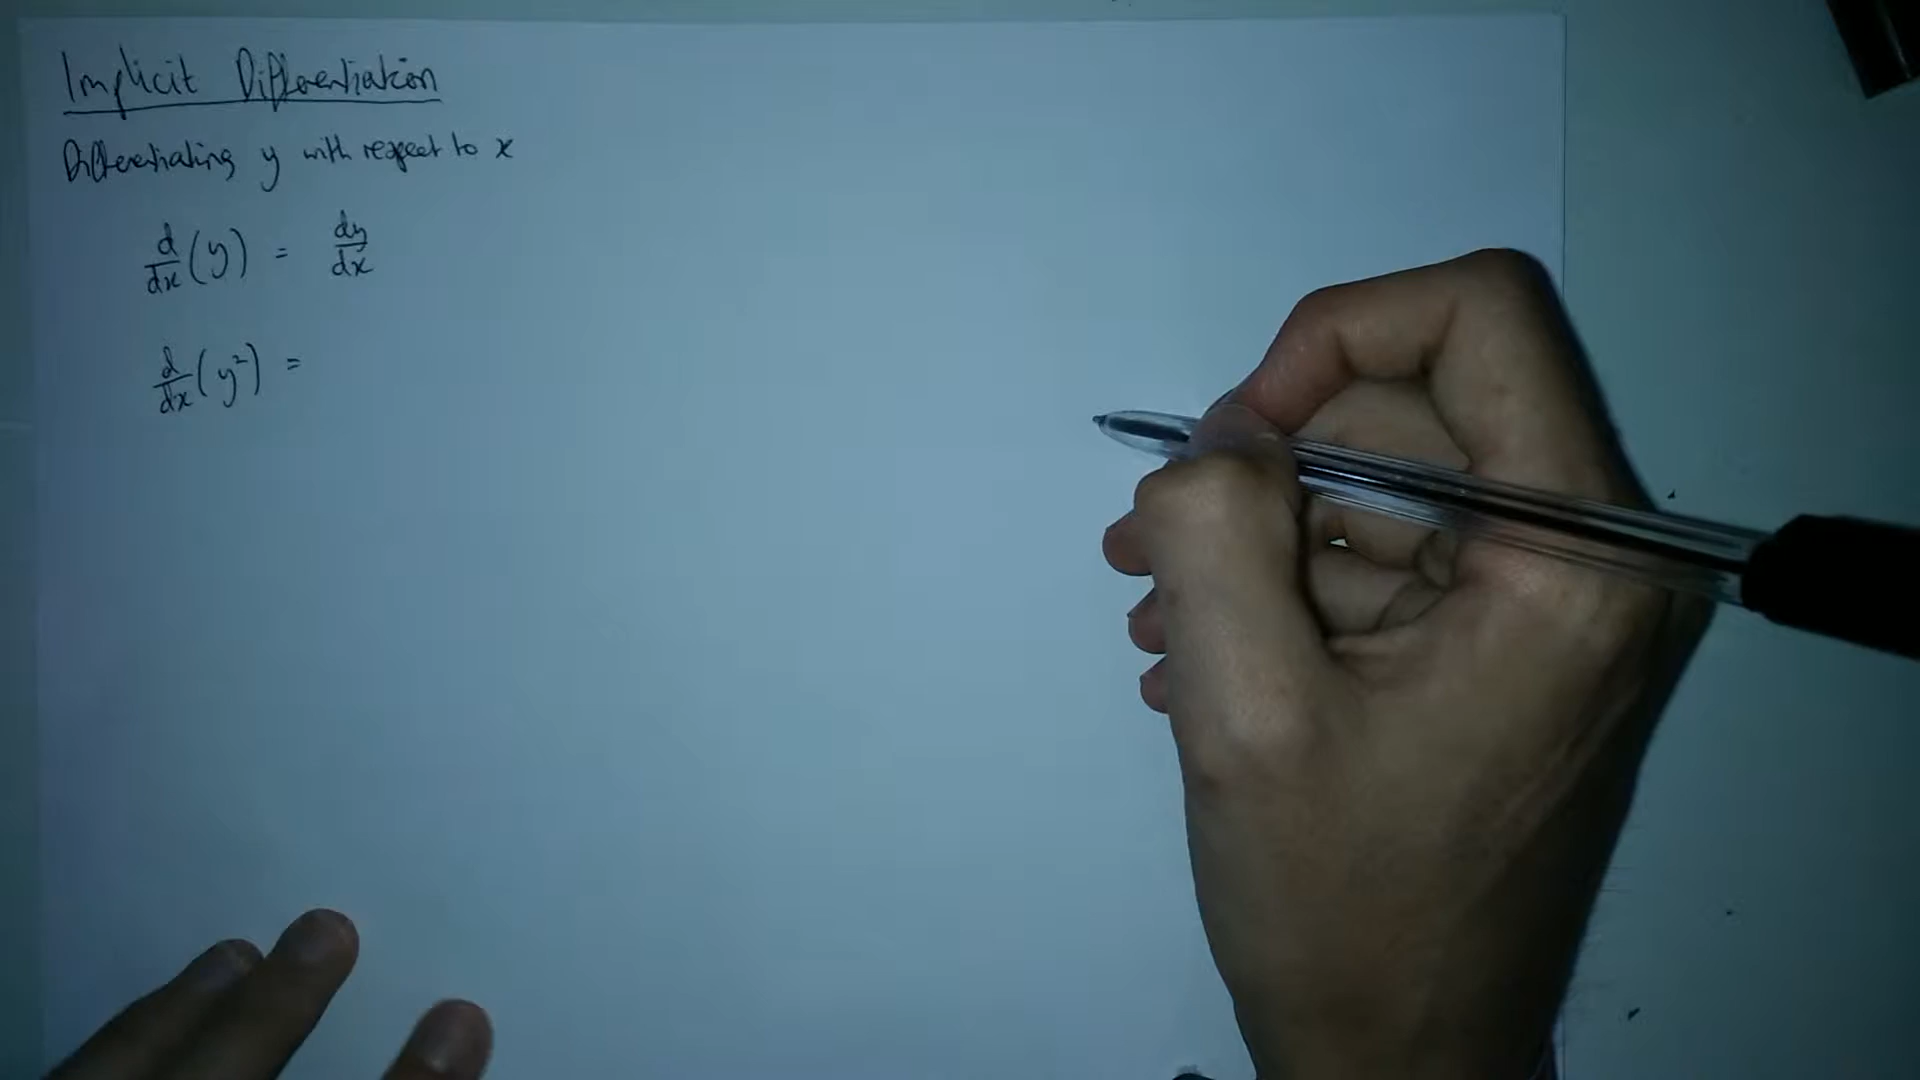 Implicit Differentiation
Differentiating y with respect to x
d/dx (y) = dy/dx
d/dx (y²) =